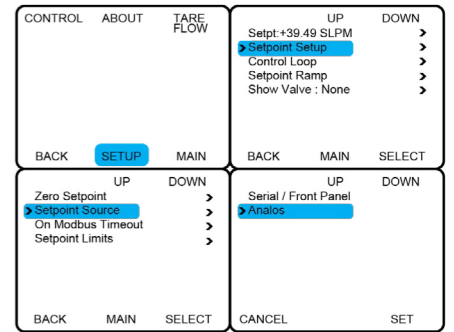 CONTROL ABOUT TARE
FLOW
BACK SETUP MAIN
UP DOWN
Setpt:+39.49 SLPM >
>Setpoint Setup >
Control Loop >
Setpoint Ramp >
Show Valve : None >
BACK MAIN SELECT
UP DOWN
Zero Setpoint >
>Setpoint Source >
On Modbus Timeout >
Setpoint Limits >
BACK MAIN SELECT
UP DOWN
Serial / Front Panel
>Analos
CANCEL SET